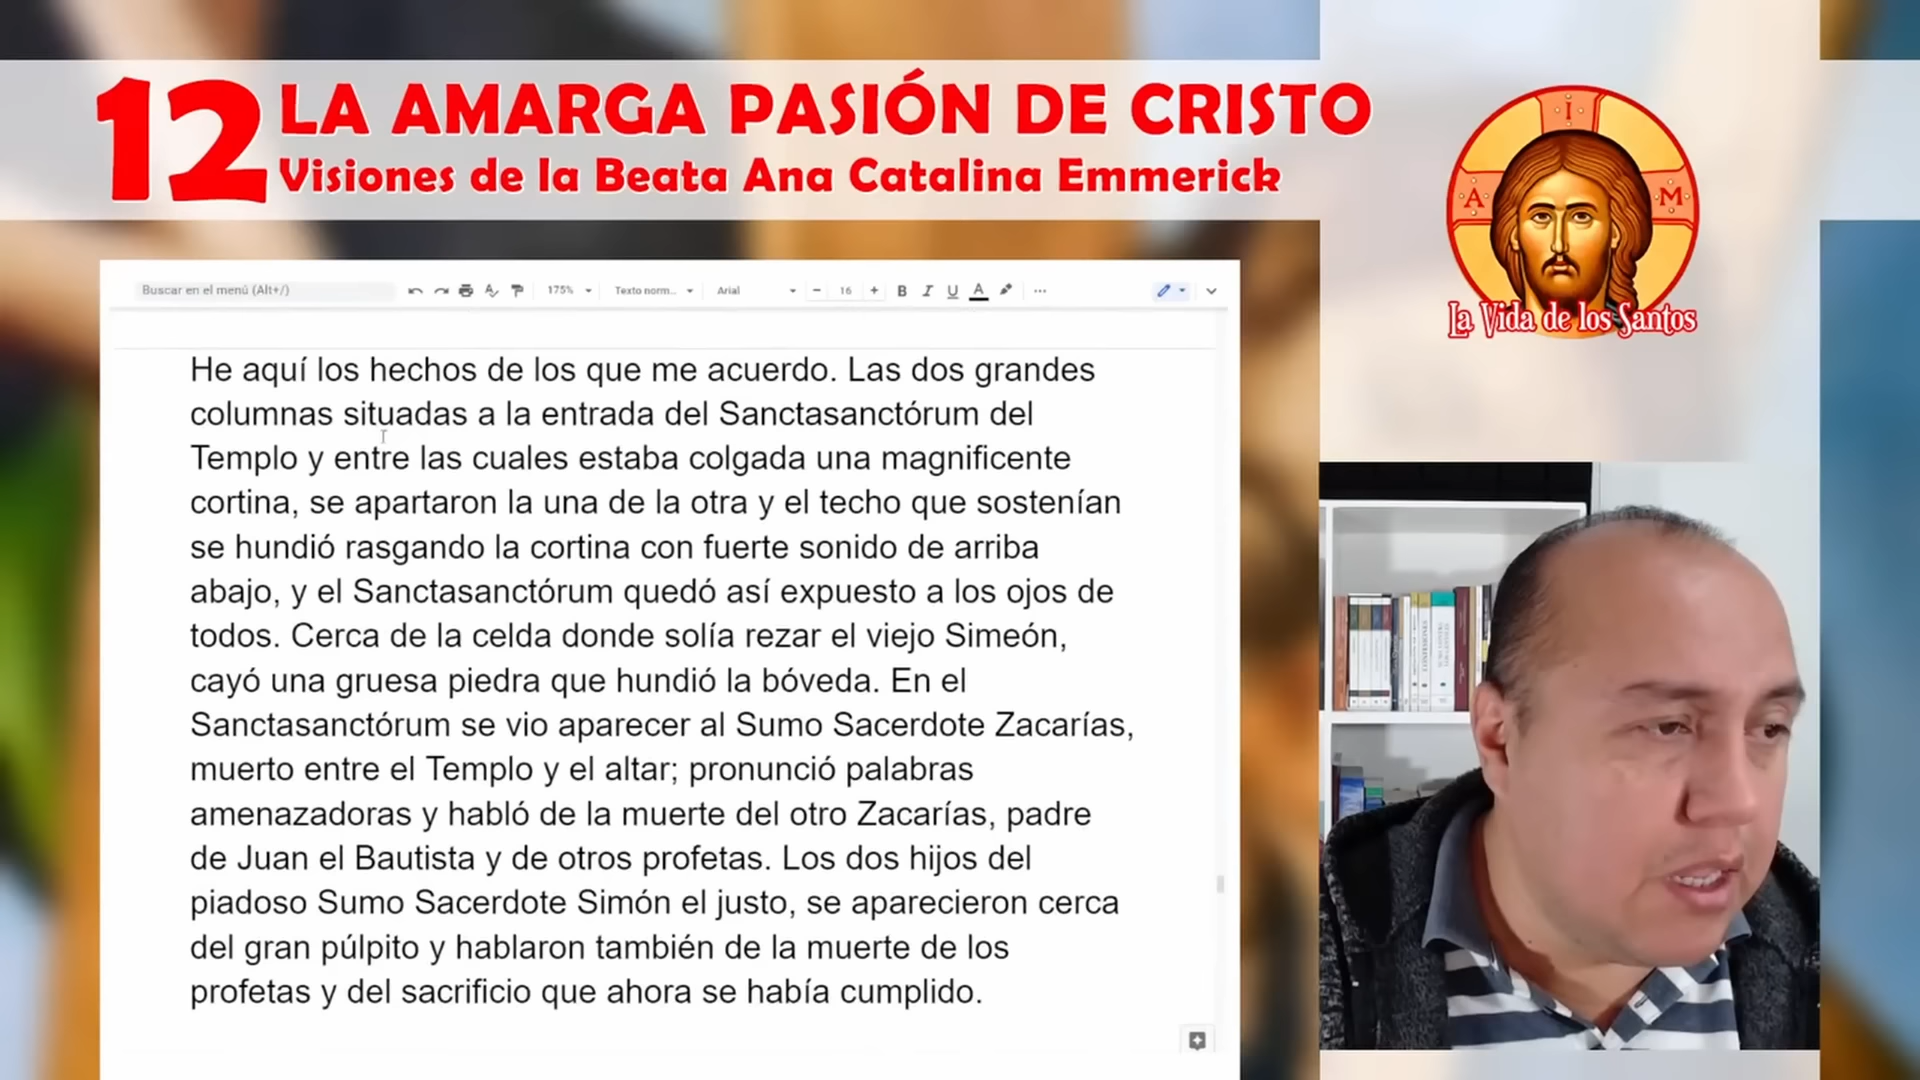 12
LA AMARGA PASIÓN DE CRISTO
Visiones de la Beata Ana Catalina Emmerick
I
A
M
La Vida de los Santos
Buscar en el menú (Alt+/)
175%
Texto norm...
Arial
− 16 +
B I U A
He aquí los hechos de los que me acuerdo. Las dos grandes
columnas situadas a la entrada del Sanctasanctórum del
Templo y entre las cuales estaba colgada una magnificente
cortina, se apartaron la una de la otra y el techo que sostenían
se hundió rasgando la cortina con fuerte sonido de arriba
abajo, y el Sanctasanctórum quedó así expuesto a los ojos de
todos. Cerca de la celda donde solía rezar el viejo Simeón,
cayó una gruesa piedra que hundió la bóveda. En el
Sanctasanctórum se vio aparecer al Sumo Sacerdote Zacarías,
muerto entre el Templo y el altar; pronunció palabras
amenazadoras y habló de la muerte del otro Zacarías, padre
de Juan el Bautista y de otros profetas. Los dos hijos del
piadoso Sumo Sacerdote Simón el justo, se aparecieron cerca
del gran púlpito y hablaron también de la muerte de los
profetas y del sacrificio que ahora se había cumplido.